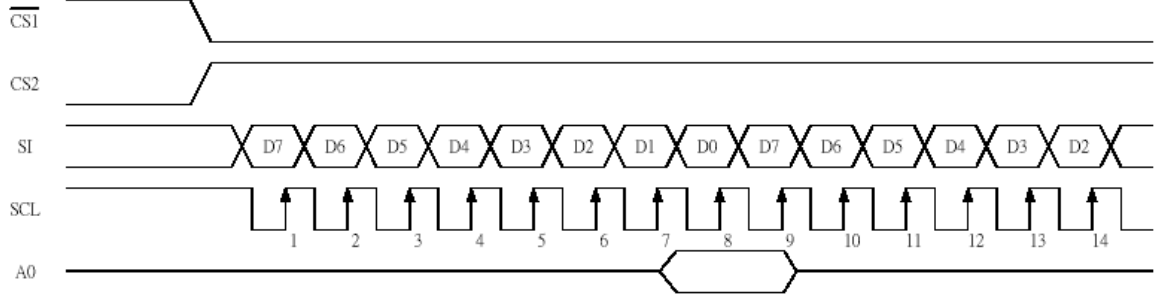 CS1
CS2
SI D7 D6 D5 D4 D3 D2 D1 D0 D7 D6 D5 D4 D3 D2
SCL
1 2 3 4 5 6 7 8 9 10 11 12 13 14
A0